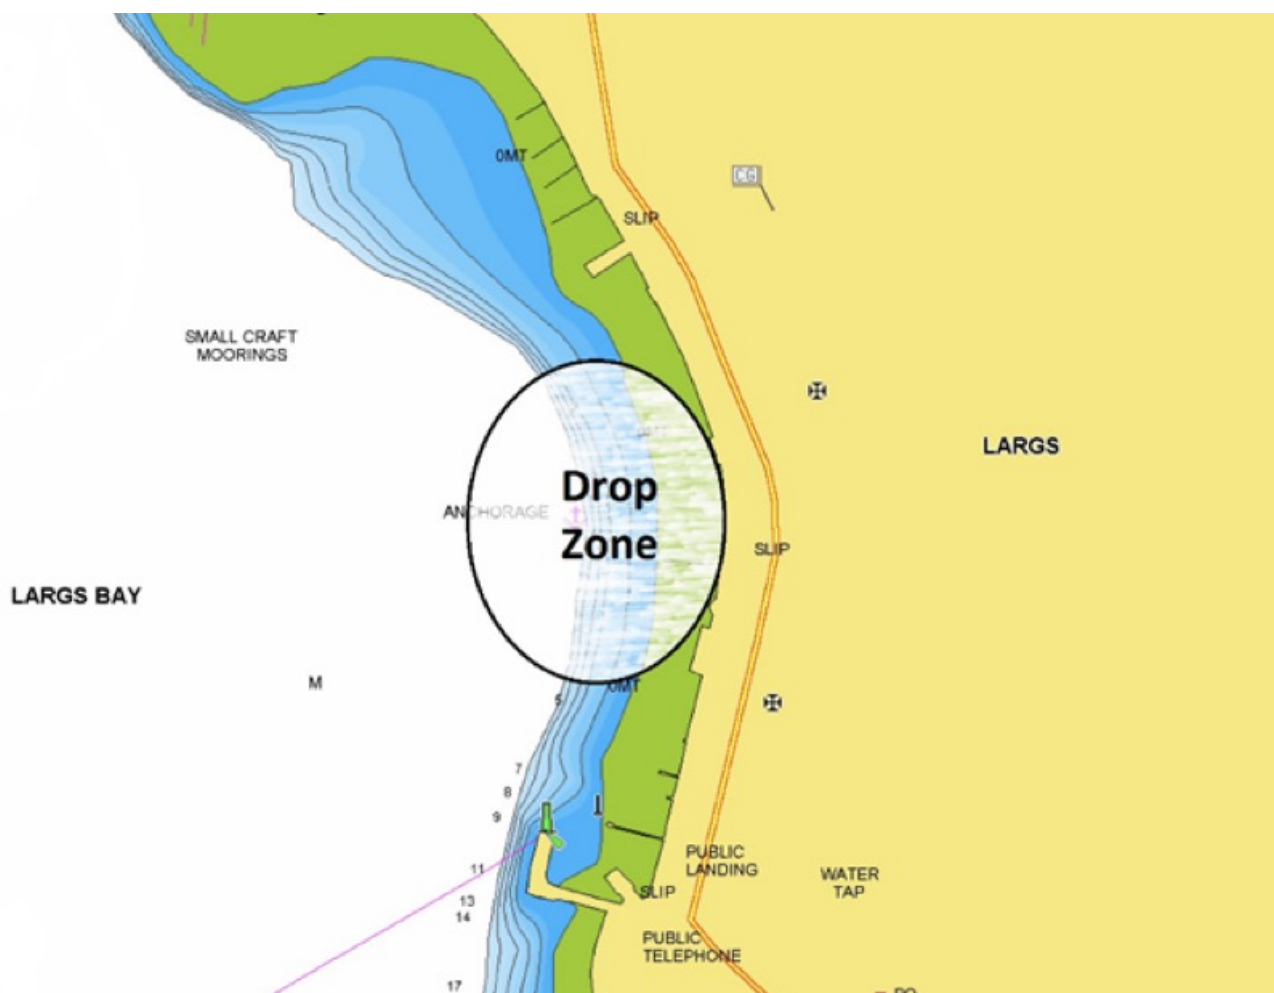 0MT
CG
SLIP
SMALL CRAFT
MOORINGS
LARGS
Drop
Zone
ANCHORAGE
SLIP
LARGS BAY
M
0MT
5
7
8
9
PUBLIC
LANDING
11
WATER
TAP
SLIP
13
14
PUBLIC
TELEPHONE
17